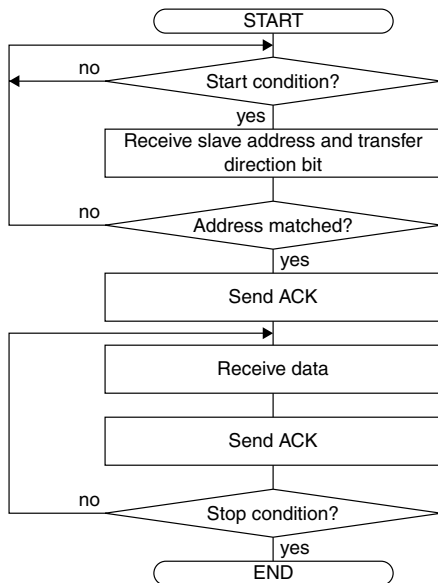 START
no
Start condition?
yes
Receive slave address and transfer
direction bit
no
Address matched?
yes
Send ACK
Receive data
Send ACK
no
Stop condition?
yes
END